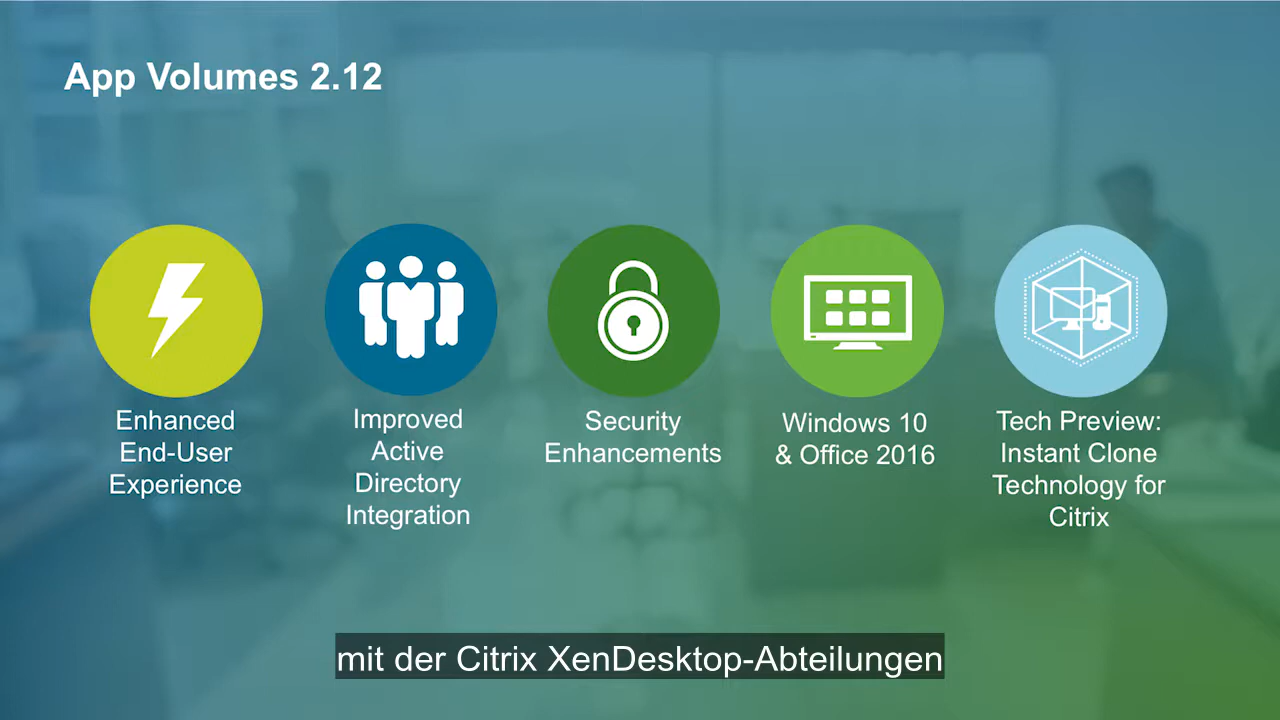 App Volumes 2.12
Enhanced
End-User
Experience
Improved
Active
Directory
Integration
Security
Enhancements
Windows 10
& Office 2016
Tech Preview:
Instant Clone
Technology for
Citrix
mit der Citrix XenDesktop-Abteilungen